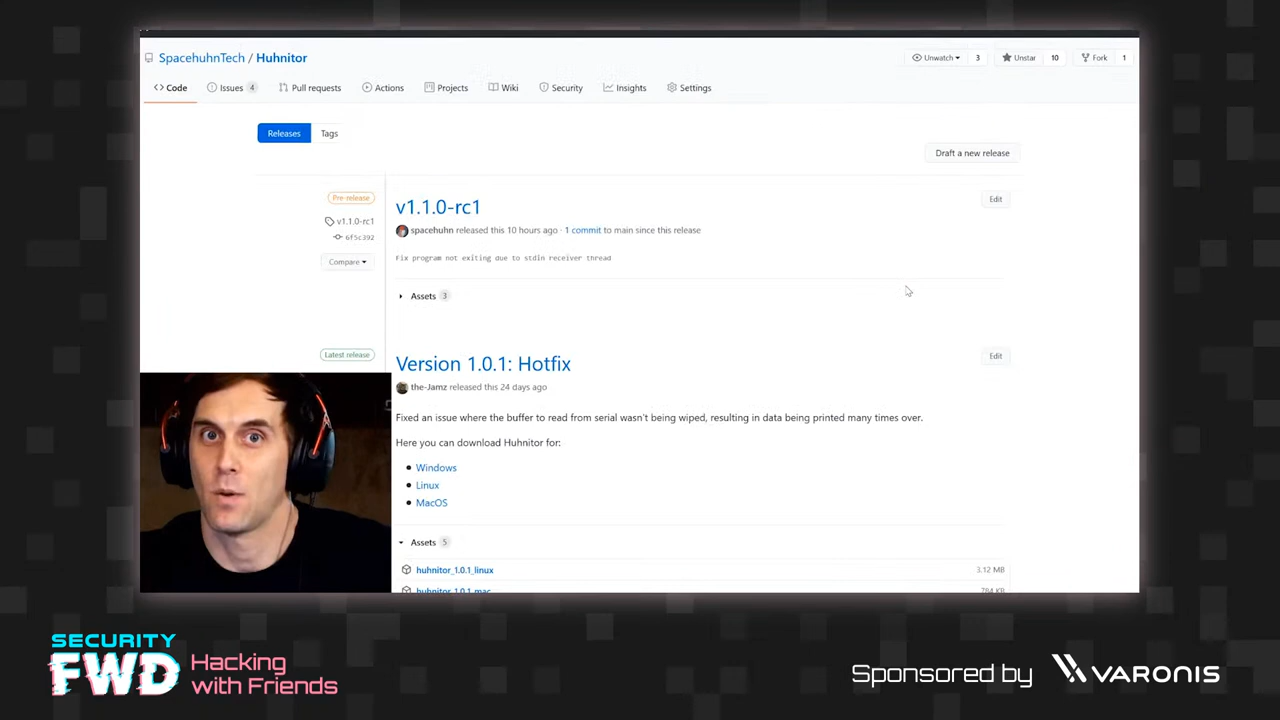 SpacehuhnTech / Huhnitor
Unwatch 3 Unstar 10 Fork 1
Code Issues 4 Pull requests Actions Projects Wiki Security Insights Settings
Releases Tags
Draft a new release
Pre-release
v1.1.0-rc1
6f5c392
Compare
v1.1.0-rc1
Edit
spacehuhn released this 10 hours ago · 1 commit to main since this release
Fix program not exiting due to stdin receiver thread
Assets 3
Latest release
Version 1.0.1: Hotfix
Edit
the-Jamz released this 24 days ago
Fixed an issue where the buffer to read from serial wasn't being wiped, resulting in data being printed many times over.
Here you can download Huhnitor for:
Windows
Linux
MacOS
Assets 5
huhnitor_1.0.1_linux 3.12 MB
huhnitor_1.0.1_mac 784 KB
SECURITY
FWD
Hacking
with Friends
Sponsored by VARONIS